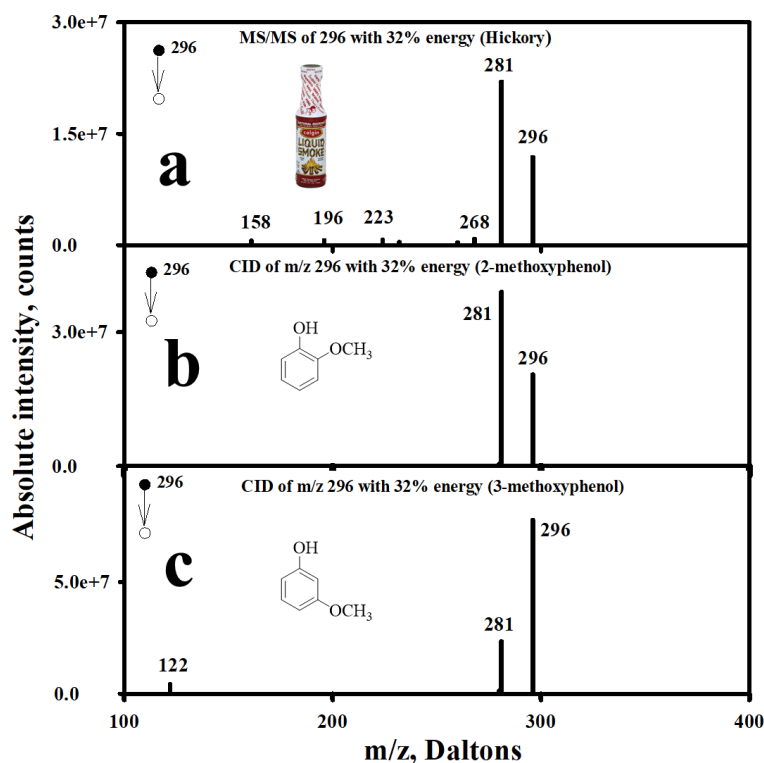 Absolute intensity, counts
3.0e+7
1.5e+7
0.0
MS/MS of 296 with 32% energy (Hickory)
296
a
LIQUID
SMOKE
158
196
223
268
281
296
3.0e+7
0.0
CID of m/z 296 with 32% energy (2-methoxyphenol)
296
b
OH
OCH3
281
296
5.0e+7
0.0
CID of m/z 296 with 32% energy (3-methoxyphenol)
296
c
OH
OCH3
122
281
296
100
200
300
400
m/z, Daltons